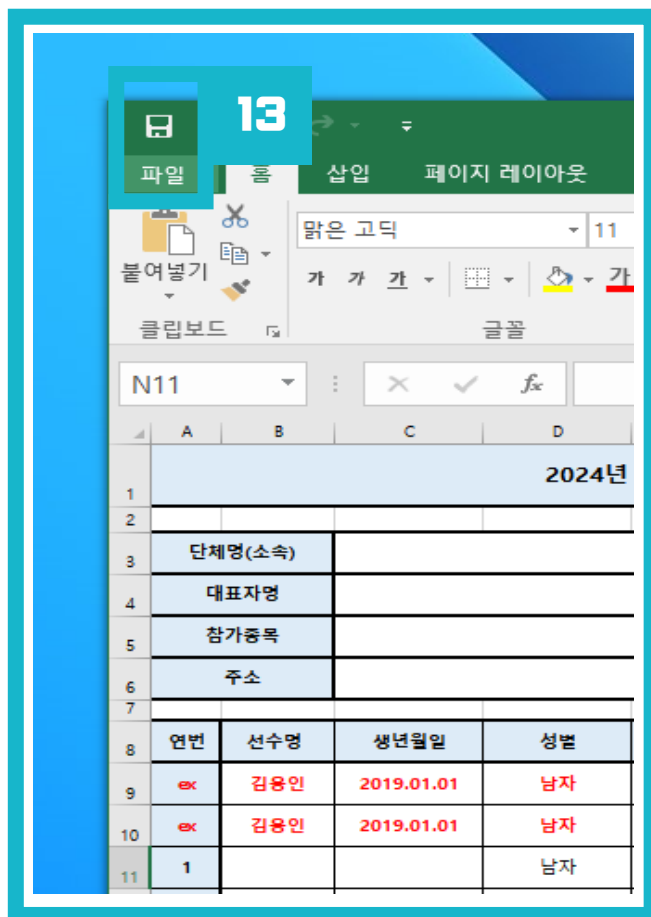 13
파일 홈 삽입 페이지 레이아웃
맑은 고딕 11
붙여넣기 가 가 가 가
클립보드 글꼴
N11 fx
A B C D
1 2024년
2
3 단체명(소속)
4 대표자명
5 참가종목
6 주소
7
8 연번 선수명 생년월일 성별
9 ex 김용인 2019.01.01 남자
10 ex 김용인 2019.01.01 남자
11 1 남자